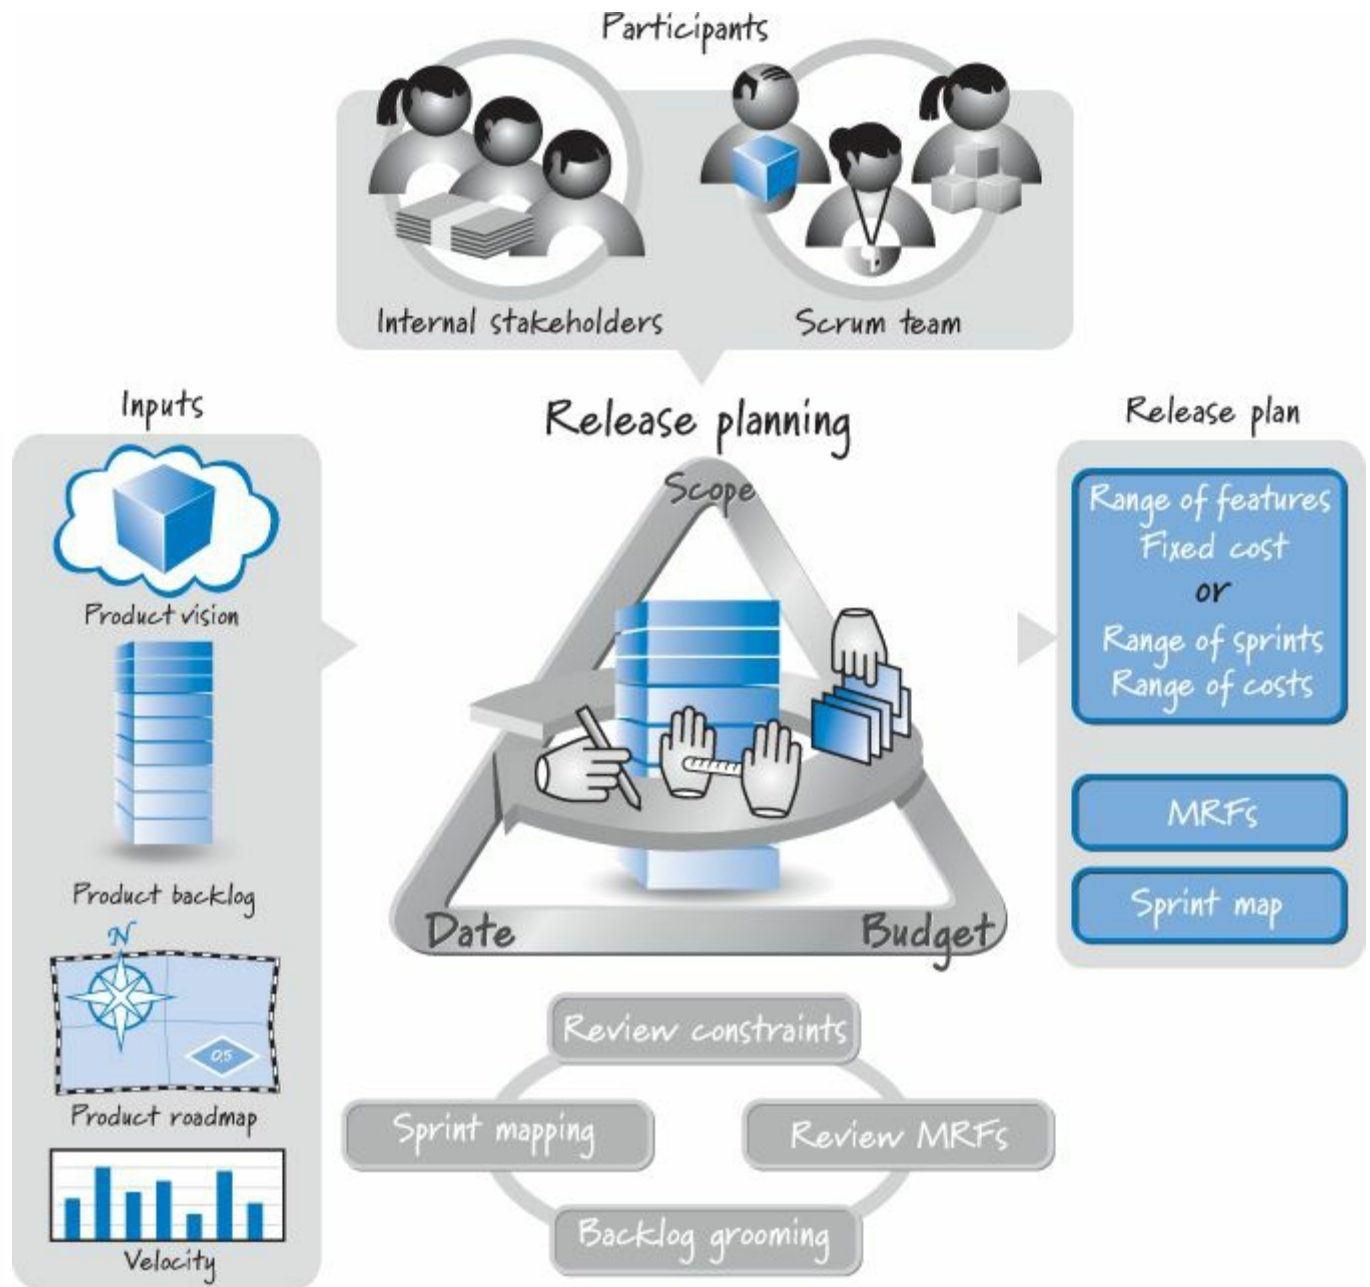 Participants
Internal stakeholders
Scrum team
Inputs
Product vision
Product backlog
N
0.5
Product roadmap
Velocity
Release planning
Scope
Date
Budget
Review constraints
Sprint mapping
Review MRFs
Backlog grooming
Release plan
Range of features
Fixed cost
or
Range of sprints
Range of costs
MRFs
Sprint map